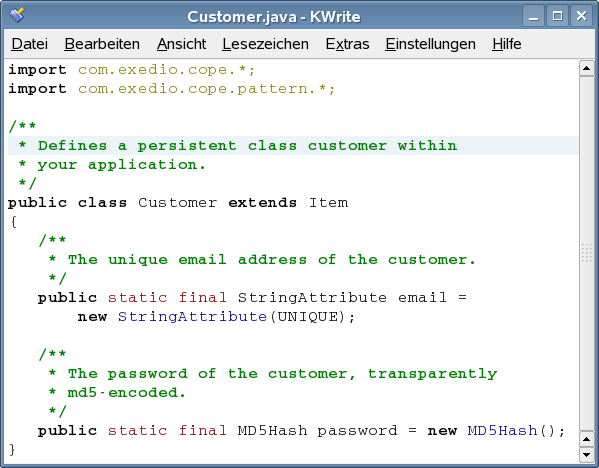 Customer.java - KWrite
Datei Bearbeiten Ansicht Lesezeichen Extras Einstellungen Hilfe
import com.exedio.cope.*;
import com.exedio.cope.pattern.*;
/**
 * Defines a persistent class customer within
 * your application.
 */
public class Customer extends Item
{
    /**
     * The unique email address of the customer.
     */
    public static final StringAttribute email =
        new StringAttribute(UNIQUE);
    /**
     * The password of the customer, transparently
     * md5-encoded.
     */
    public static final MD5Hash password = new MD5Hash();
}